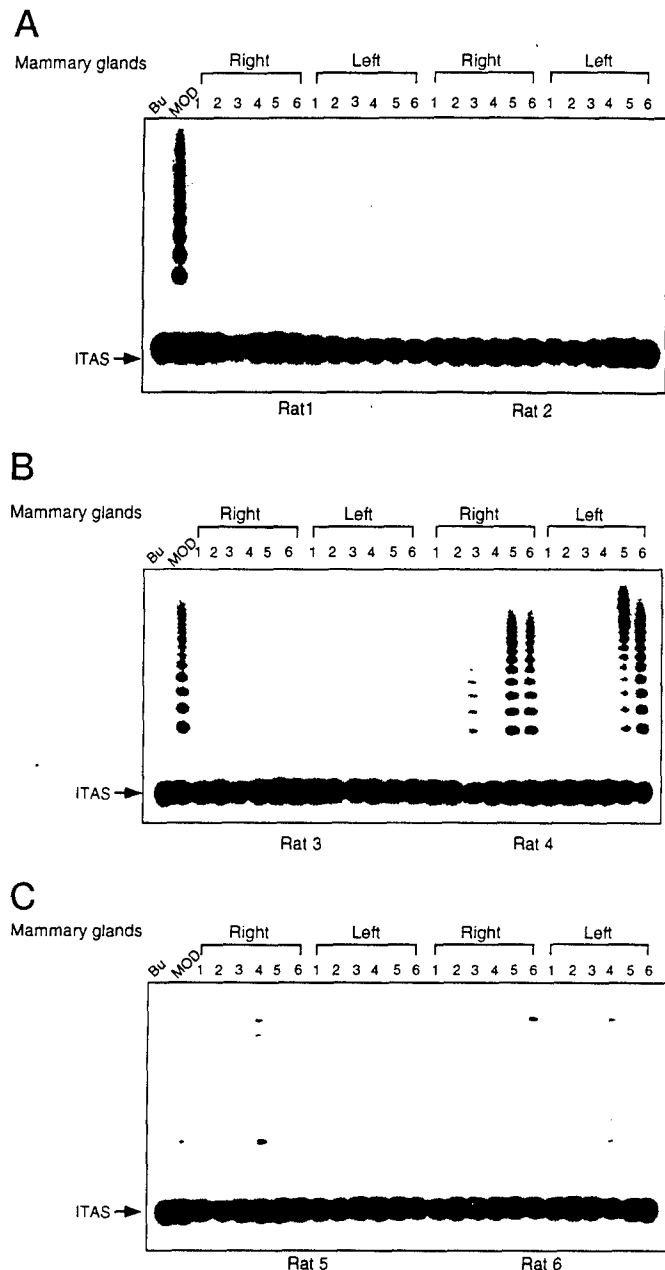 A
Right Left Right Left
Mammary glands
Bu MOD 1 2 3 4 5 6 1 2 3 4 5 6 1 2 3 4 5 6 1 2 3 4 5 6
ITAS
Rat1 Rat 2
B
Right Left Right Left
Mammary glands
Bu MOD 1 2 3 4 5 6 1 2 3 4 5 6 1 2 3 4 5 6 1 2 3 4 5 6
ITAS
Rat 3 Rat 4
C
Mammary glands
Right Left Right Left
Bu MOD 1 2 3 4 5 6 1 2 3 4 5 6 1 2 3 4 5 6 1 2 3 4 5 6
ITAS
Rat 5 Rat 6